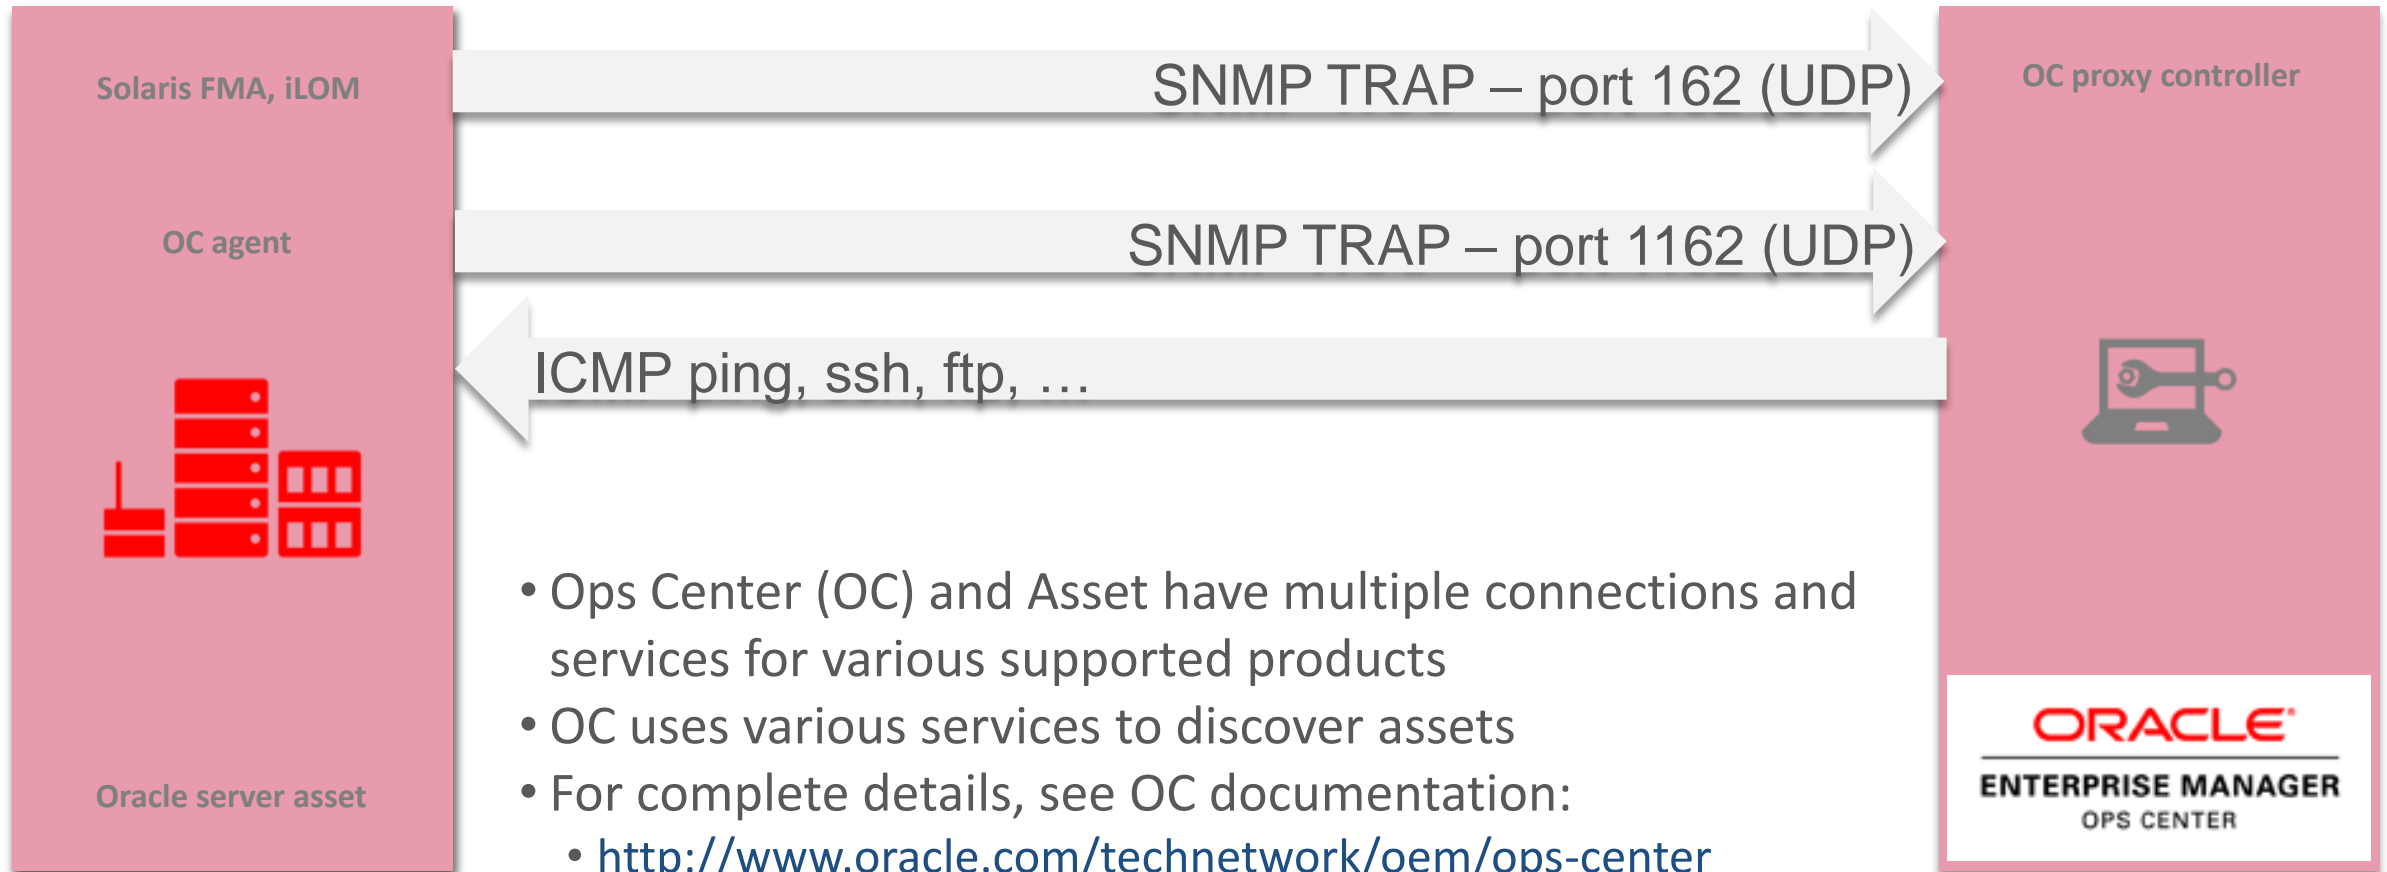 Solaris FMA, iLOM
SNMP TRAP – port 162 (UDP)
OC proxy controller
OC agent
SNMP TRAP – port 1162 (UDP)
ICMP ping, ssh, ftp, …
• Ops Center (OC) and Asset have multiple connections and
services for various supported products
• OC uses various services to discover assets
• For complete details, see OC documentation:
• http://www.oracle.com/technetwork/oem/ops-center
Oracle server asset
ORACLE
ENTERPRISE MANAGER
OPS CENTER